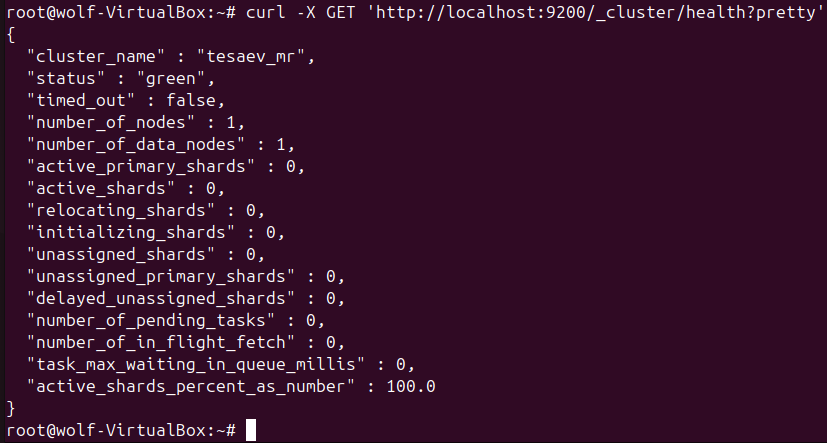 root@wolf-VirtualBox:~# curl -X GET 'http://localhost:9200/_cluster/health?pretty'
{
  "cluster_name" : "tesaev_mr",
  "status" : "green",
  "timed_out" : false,
  "number_of_nodes" : 1,
  "number_of_data_nodes" : 1,
  "active_primary_shards" : 0,
  "active_shards" : 0,
  "relocating_shards" : 0,
  "initializing_shards" : 0,
  "unassigned_shards" : 0,
  "unassigned_primary_shards" : 0,
  "delayed_unassigned_shards" : 0,
  "number_of_pending_tasks" : 0,
  "number_of_in_flight_fetch" : 0,
  "task_max_waiting_in_queue_millis" : 0,
  "active_shards_percent_as_number" : 100.0
}
root@wolf-VirtualBox:~#